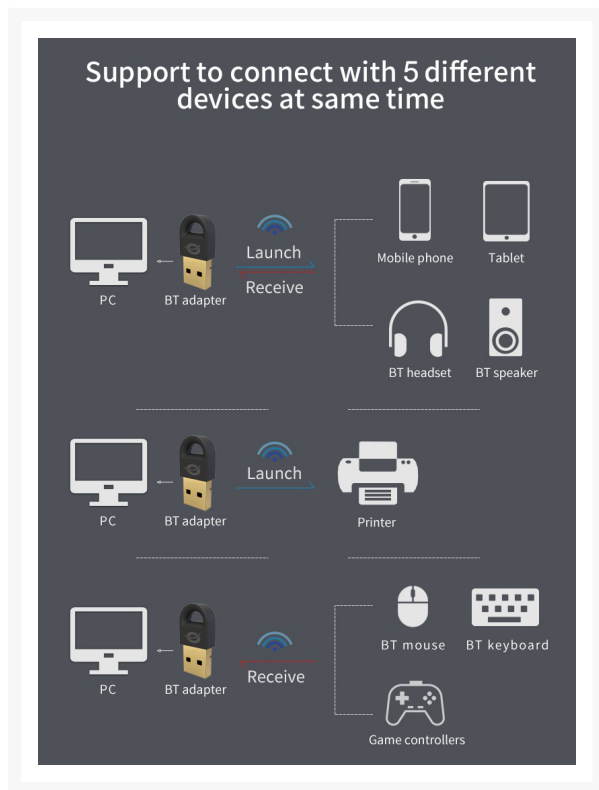 Support to connect with 5 different
devices at same time
Launch
Receive
Mobile phone
Tablet
PC
BT adapter
BT headset
BT speaker
Launch
PC
BT adapter
Printer
BT mouse
BT keyboard
Receive
PC
BT adapter
Game controllers